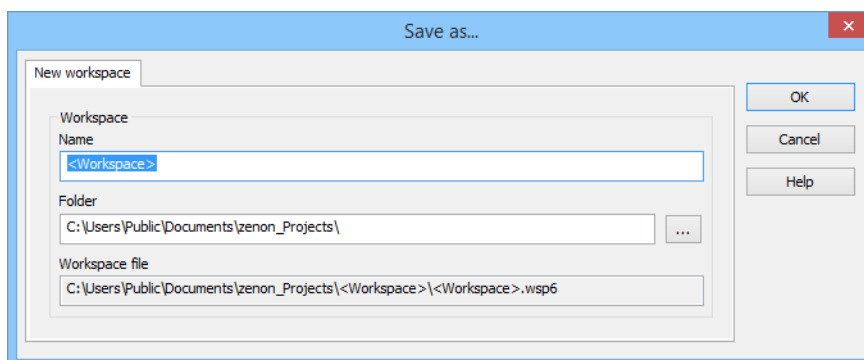 Save as...
New workspace
Workspace
Name
<Workspace>
Folder
C:\Users\Public\Documents\zenon_Projects\
...
Workspace file
C:\Users\Public\Documents\zenon_Projects\<Workspace>\<Workspace>.wsp6
OK
Cancel
Help